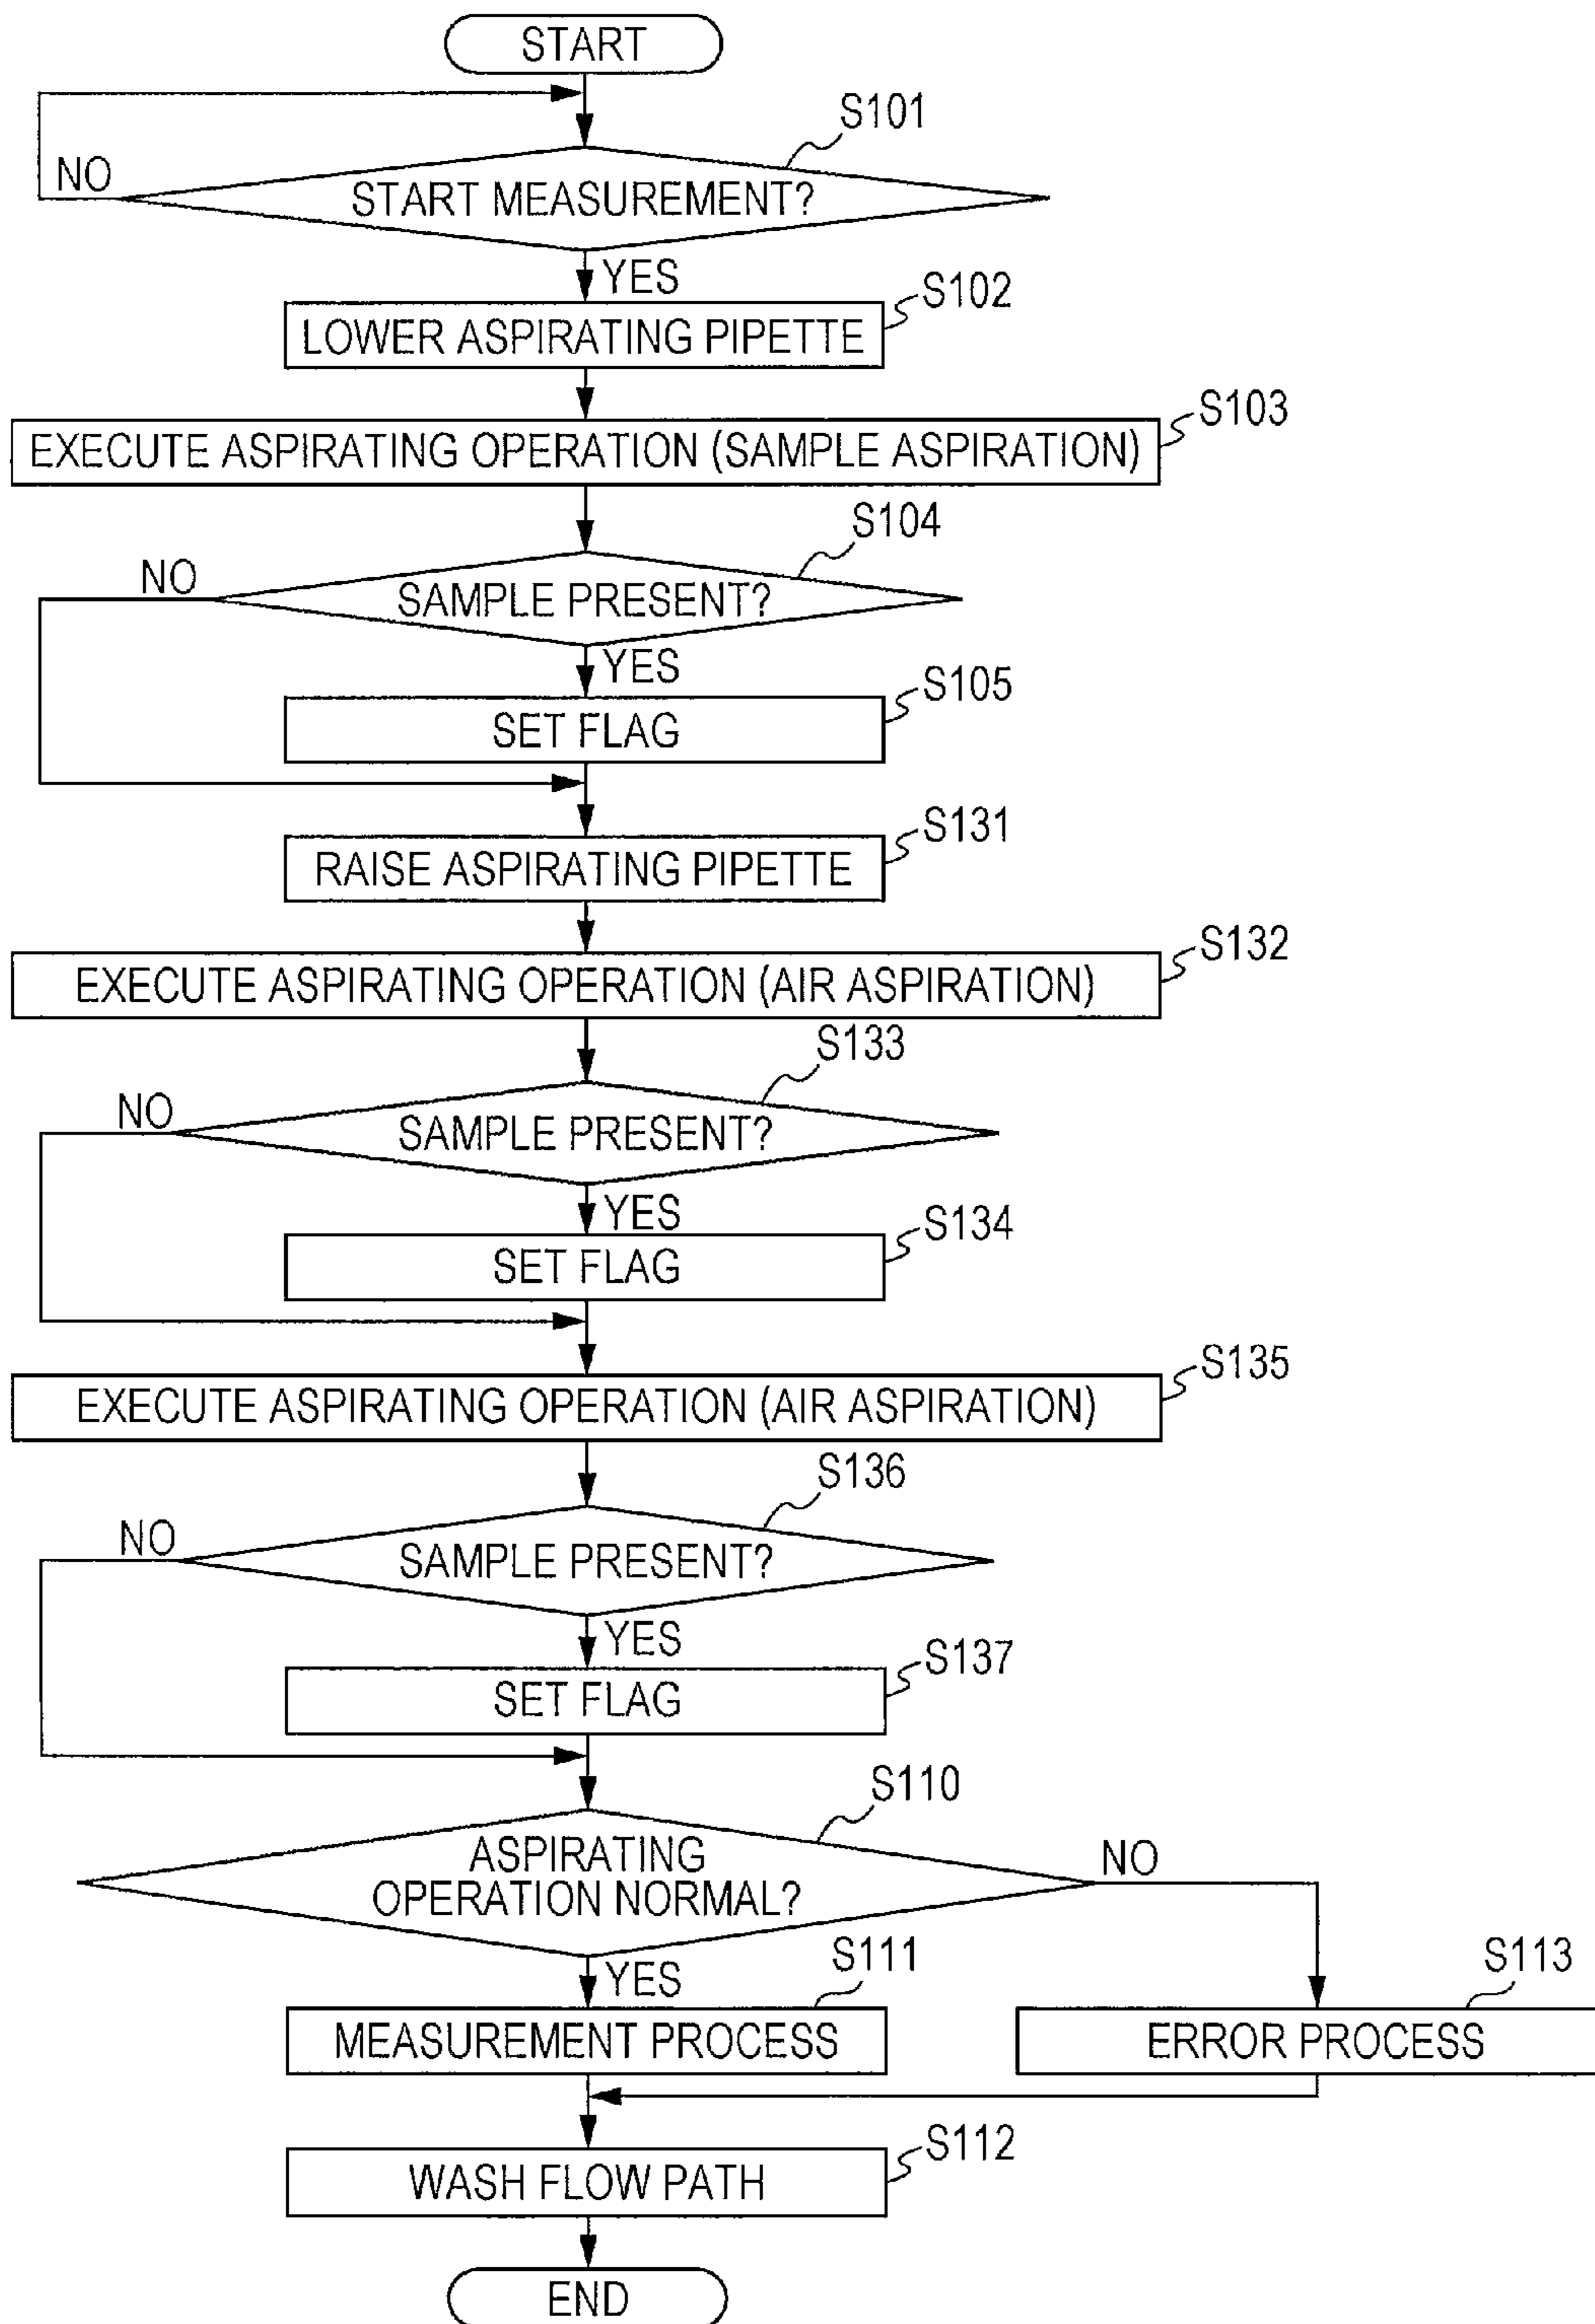 START
S101
NO
START MEASUREMENT?
YES
S102
LOWER ASPIRATING PIPETTE
S103
EXECUTE ASPIRATING OPERATION (SAMPLE ASPIRATION)
S104
NO
SAMPLE PRESENT?
YES
S105
SET FLAG
S131
RAISE ASPIRATING PIPETTE
S132
EXECUTE ASPIRATING OPERATION (AIR ASPIRATION)
S133
NO
SAMPLE PRESENT?
YES
S134
SET FLAG
S135
EXECUTE ASPIRATING OPERATION (AIR ASPIRATION)
S136
NO
SAMPLE PRESENT?
YES
S137
SET FLAG
S110
ASPIRATING
OPERATION NORMAL?
NO
YES
S111
MEASUREMENT PROCESS
S113
ERROR PROCESS
S112
WASH FLOW PATH
END